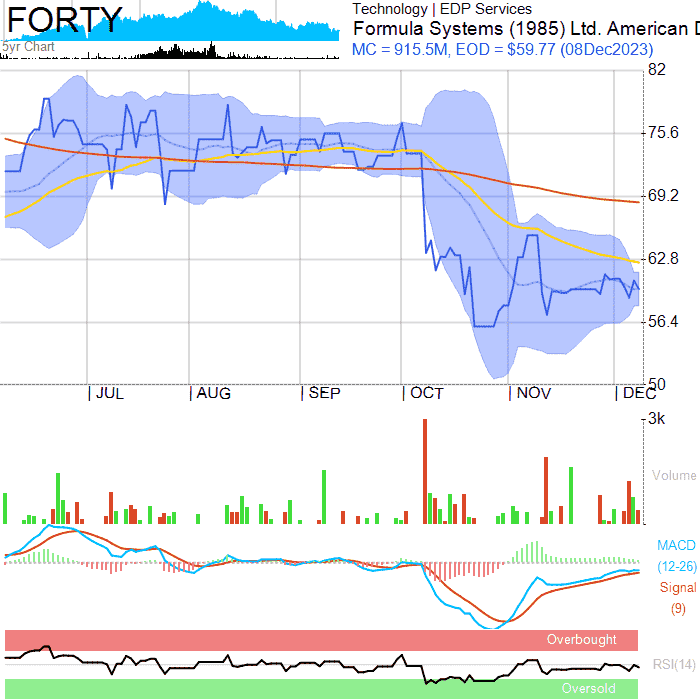 FORTY
5yr Chart
Technology | EDP Services
Formula Systems (1985) Ltd. American D
MC = 915.5M, EOD = $59.77 (08Dec2023)
82
75.6
69.2
62.8
56.4
50
JUL AUG SEP OCT NOV DEC
3k
Volume
MACD
(12-26)
Signal
(9)
Overbought
RSI(14)
Oversold